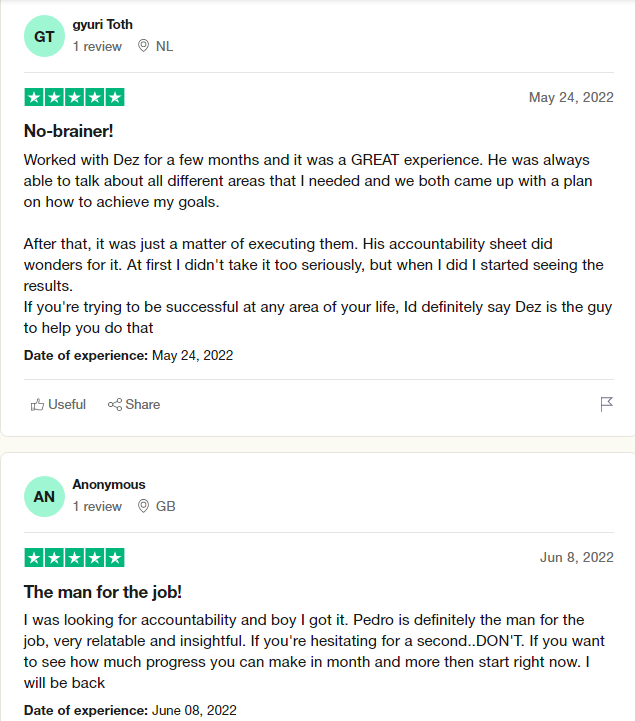 GT
gyuri Toth
1 review NL
May 24, 2022
No-brainer!
Worked with Dez for a few months and it was a GREAT experience. He was always
able to talk about all different areas that I needed and we both came up with a plan
on how to achieve my goals.
After that, it was just a matter of executing them. His accountability sheet did
wonders for it. At first I didn't take it too seriously, but when I did I started seeing the
results.
If you're trying to be successful at any area of your life, Id definitely say Dez is the guy
to help you do that
Date of experience: May 24, 2022
Useful Share
AN
Anonymous
1 review GB
Jun 8, 2022
The man for the job!
I was looking for accountability and boy I got it. Pedro is definitely the man for the
job, very relatable and insightful. If you're hesitating for a second..DON'T. If you want
to see how much progress you can make in month and more then start right now. I
will be back
Date of experience: June 08, 2022